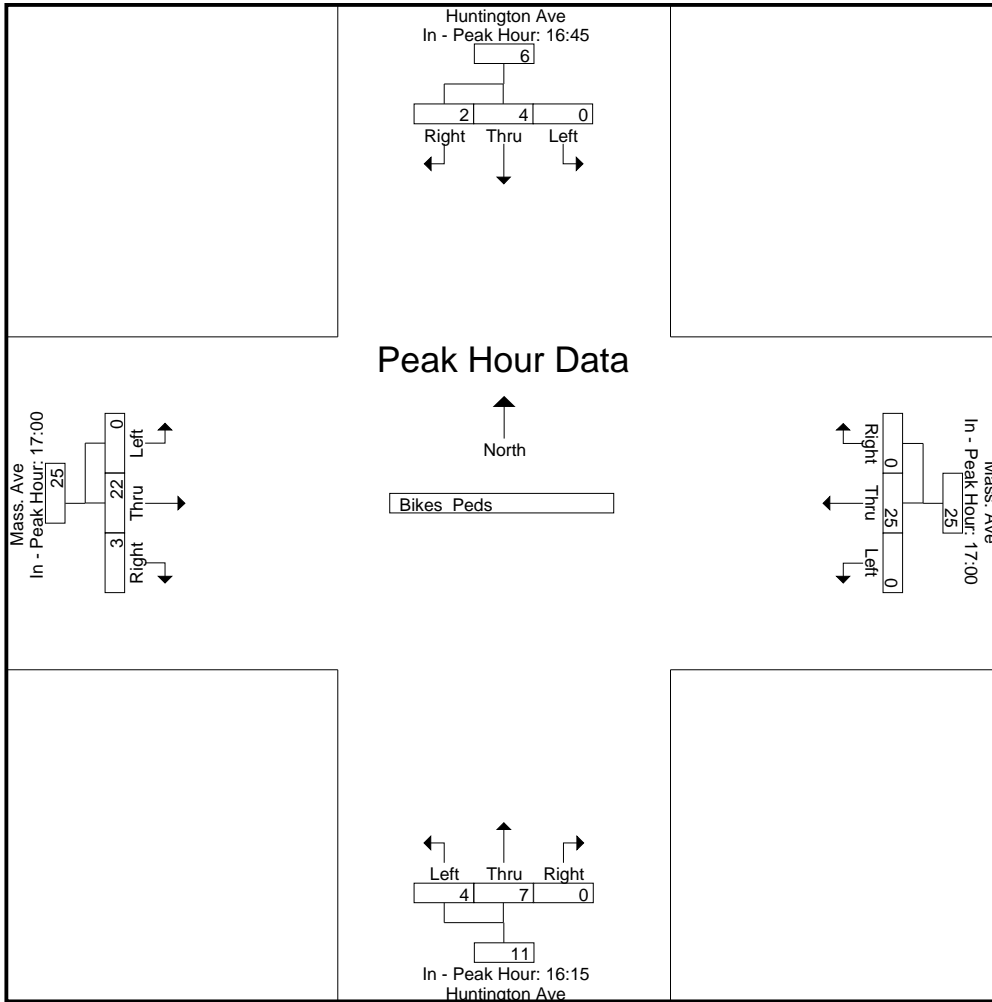 Huntington Ave
In - Peak Hour: 16:45
6
2 4 0
Right Thru Left
Peak Hour Data
North
Bikes Peds
Mass. Ave
In - Peak Hour: 17:00
25
0 22 3
Left Thru Right
Mass. Ave
In - Peak Hour: 17:00
25
0 25 0
Right Thru Left
Left Thru Right
4 7 0
11
In - Peak Hour: 16:15
Huntington Ave